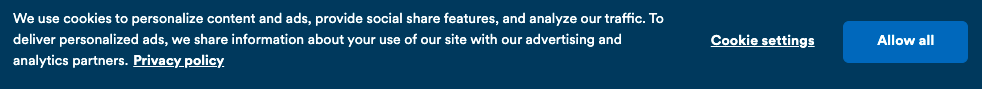 We use cookies to personalize content and ads, provide social share features, and analyze our traffic. To
deliver personalized ads, we share information about your use of our site with our advertising and
analytics partners. Privacy policy
Cookie settings
Allow all